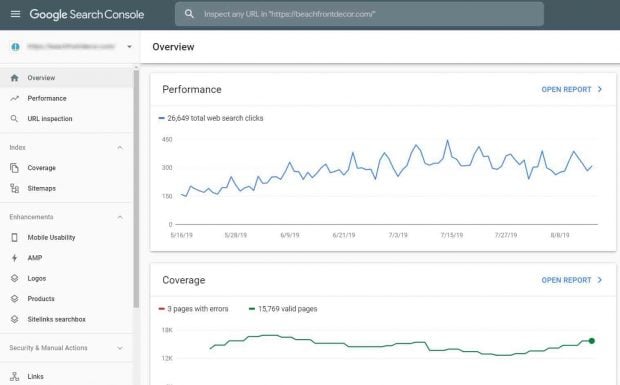 Google Search Console
Inspect any URL in "https://beachfrontdecor.com/"
Overview
Overview
Performance
URL inspection
Index
Coverage
Sitemaps
Enhancements
Mobile Usability
AMP
Logos
Products
Sitelinks searchbox
Security & Manual Actions
Links
Performance
OPEN REPORT
26,649 total web search clicks
450
300
150
0
5/16/19 5/28/19 6/9/19 6/21/19 7/3/19 7/15/19 7/27/19 8/8/19
Coverage
OPEN REPORT
3 pages with errors 15,769 valid pages
18K
12K